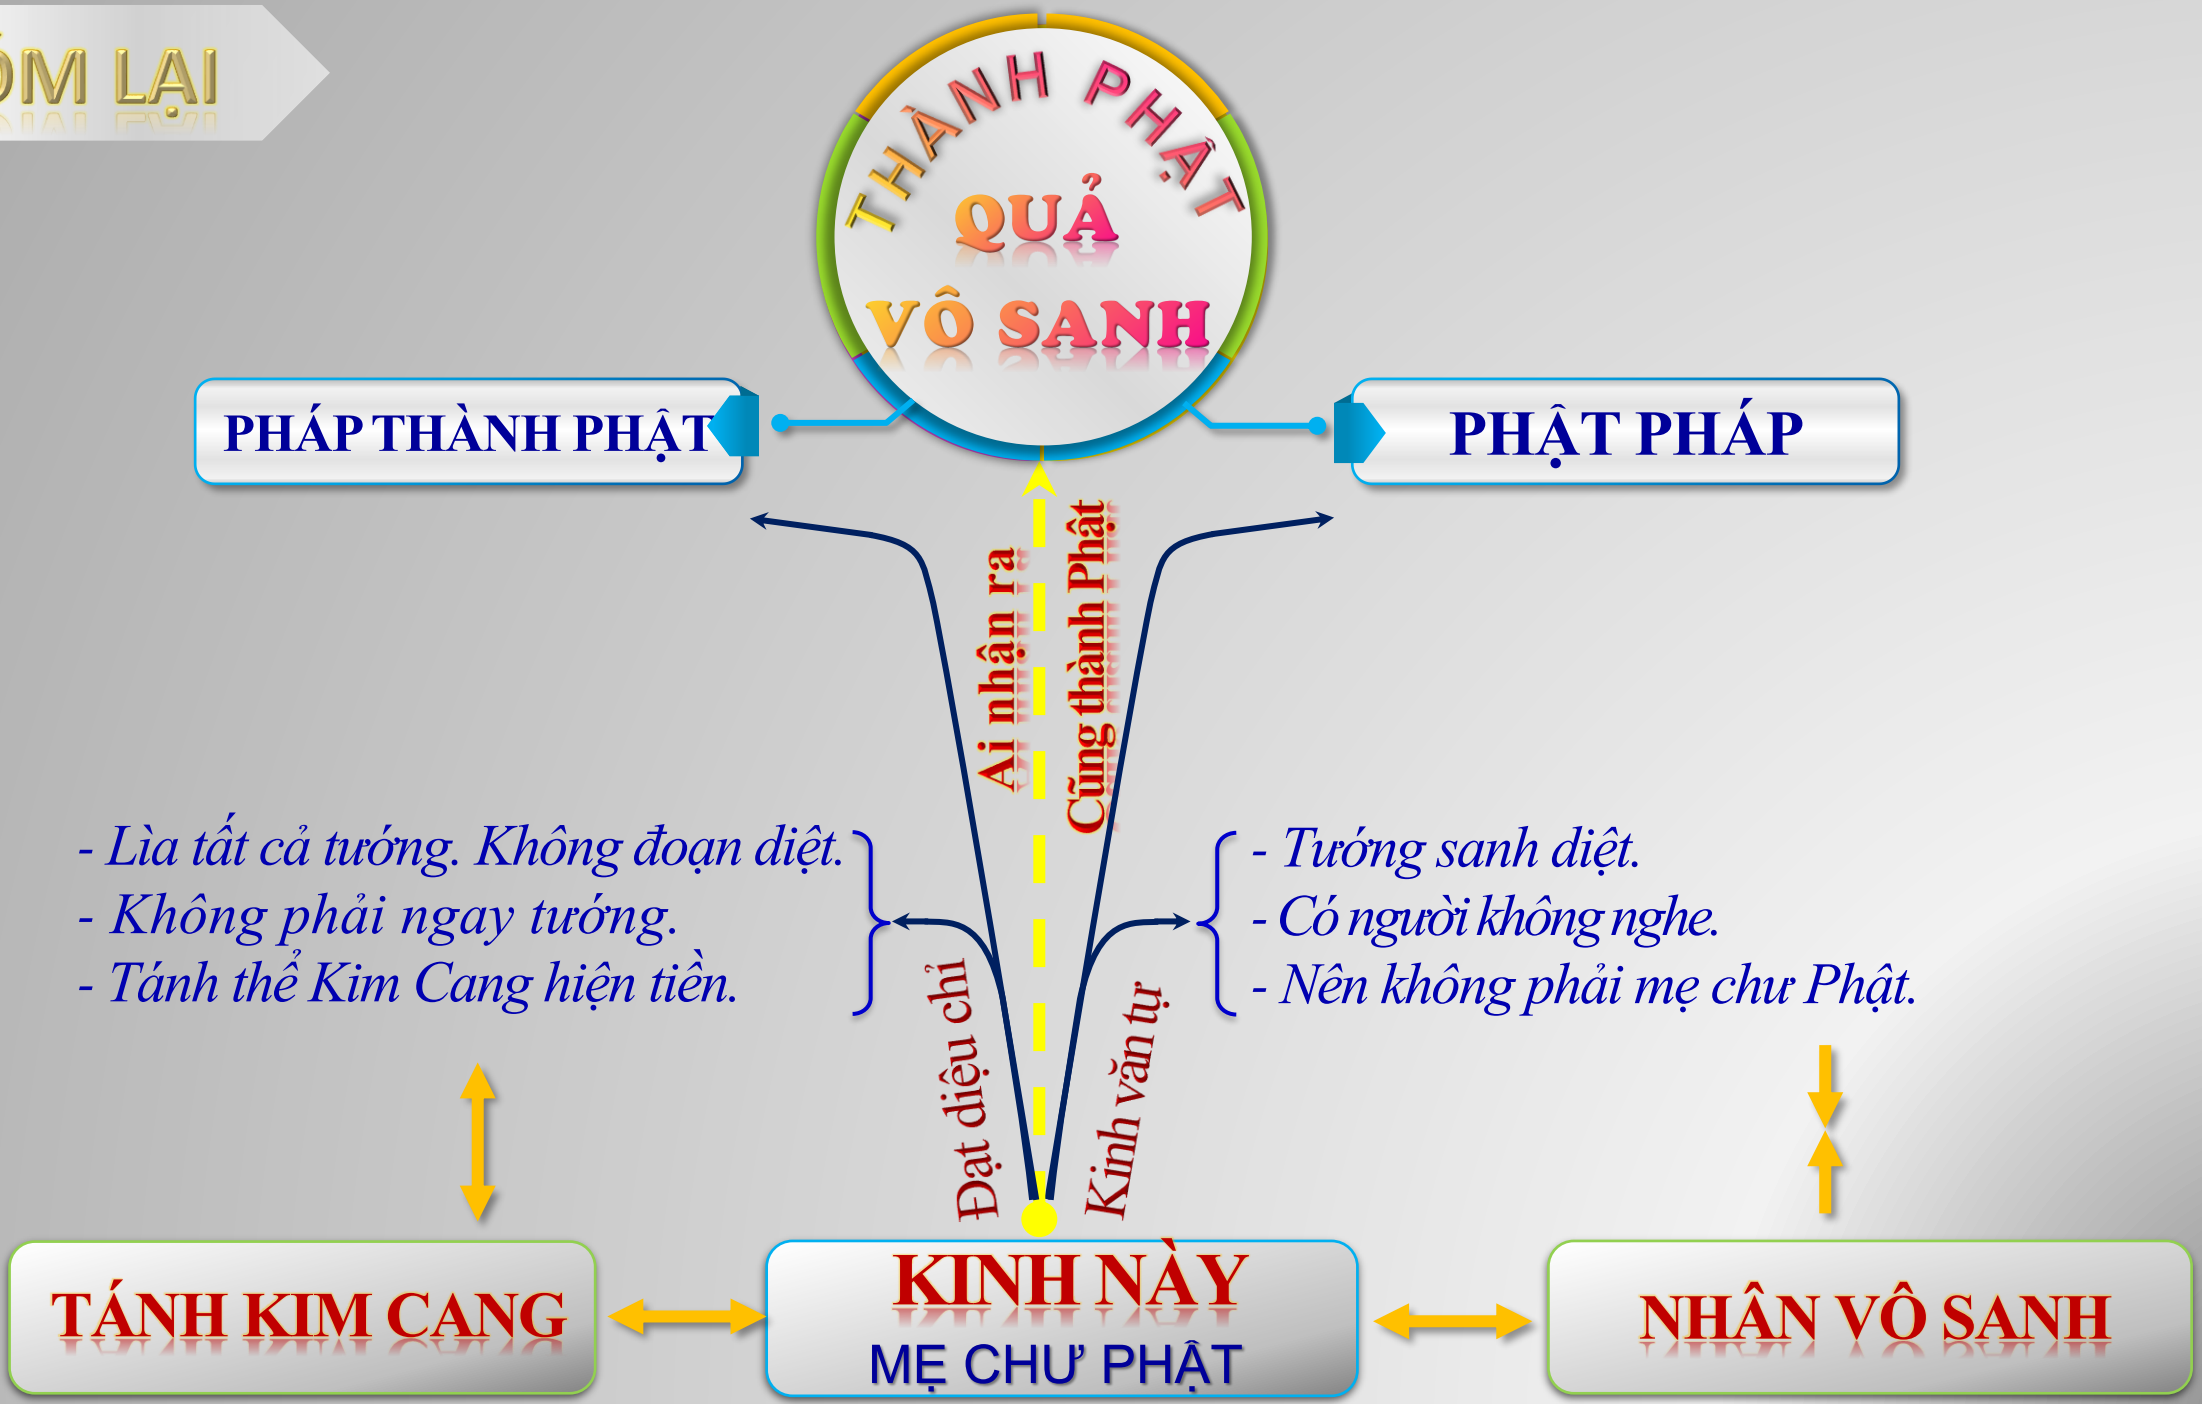 ÓM LẠI
THÀNH PHẬT
QUẢ
VÔ SANH
PHÁP THÀNH PHẬT
PHẬT PHÁP
Ai nhận ra
Cũng thành Phật
- Lìa tất cả tướng. Không đoạn diệt.
- Không phải ngay tướng.
- Tánh thể Kim Cang hiện tiền.
- Tướng sanh diệt.
- Có người không nghe.
- Nên không phải mẹ chư Phật.
Đạt diệu chỉ
Kinh văn tự
TÁNH KIM CANG
KINH NÀY
MẸ CHƯ PHẬT
NHÂN VÔ SANH